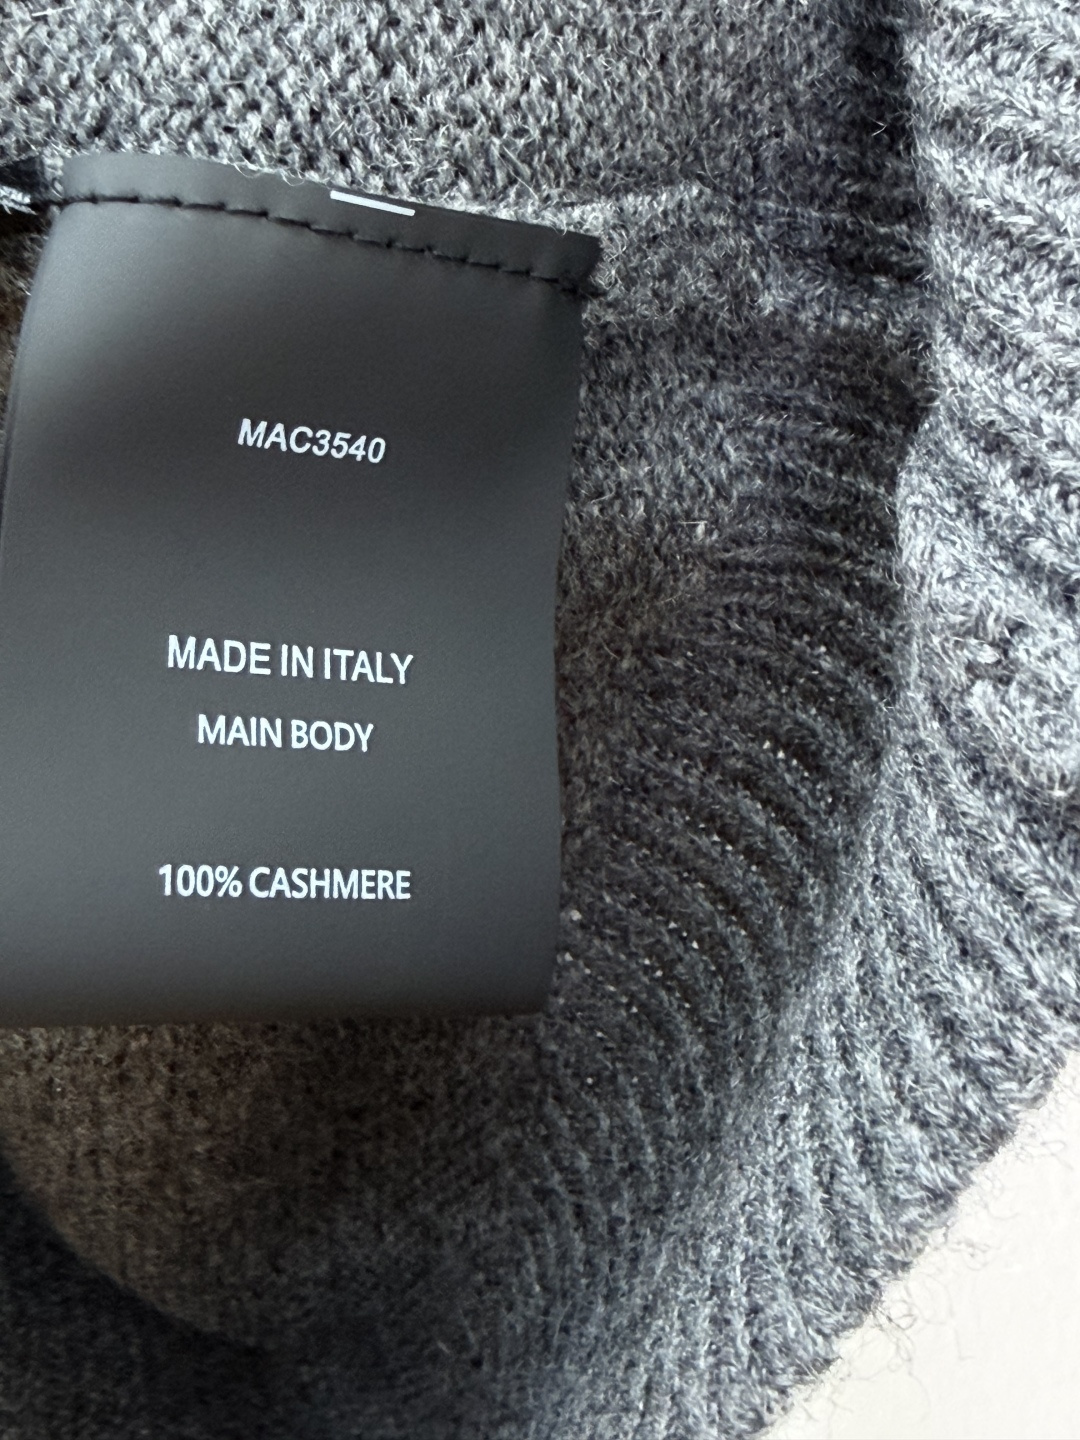 MAC3540
MADE IN ITALY
MAIN BODY
100% CASHMERE